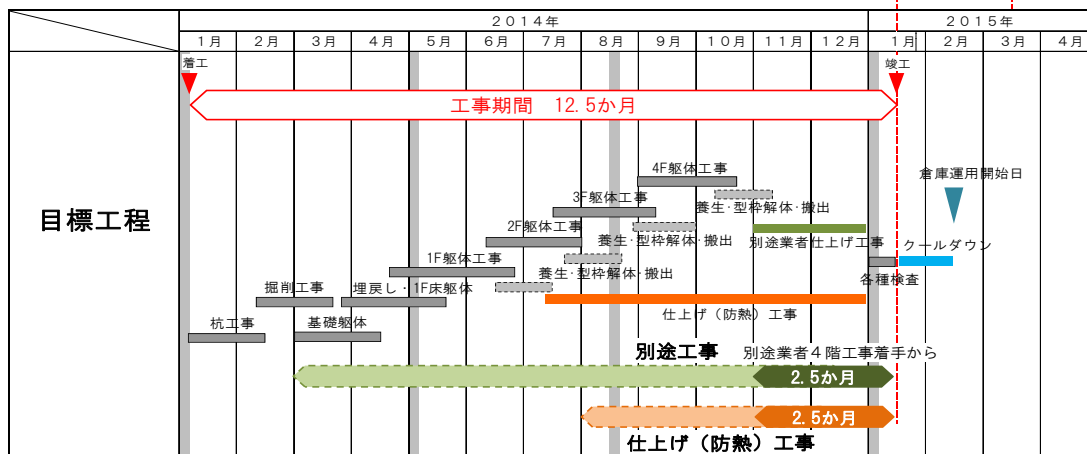 ２０１４年
２０１５年
１月 ２月 ３月 ４月 ５月 ６月 ７月 ８月 ９月 １０月 １１月 １２月 １月 ２月 ３月 ４月
着工
竣工
工事期間　12.5か月
目標工程
4F躯体工事
倉庫運用開始日
3F躯体工事
養生･型枠解体･搬出
2F躯体工事
養生･型枠解体･搬出
別途業者仕上げ工事
クールダウン
1F躯体工事
養生･型枠解体･搬出
各種検査
掘削工事
埋戻し・1F床躯体
仕上げ（防熱）工事
杭工事
基礎躯体
別途工事
別途業者４階工事着手から
2.5か月
2.5か月
仕上げ（防熱）工事